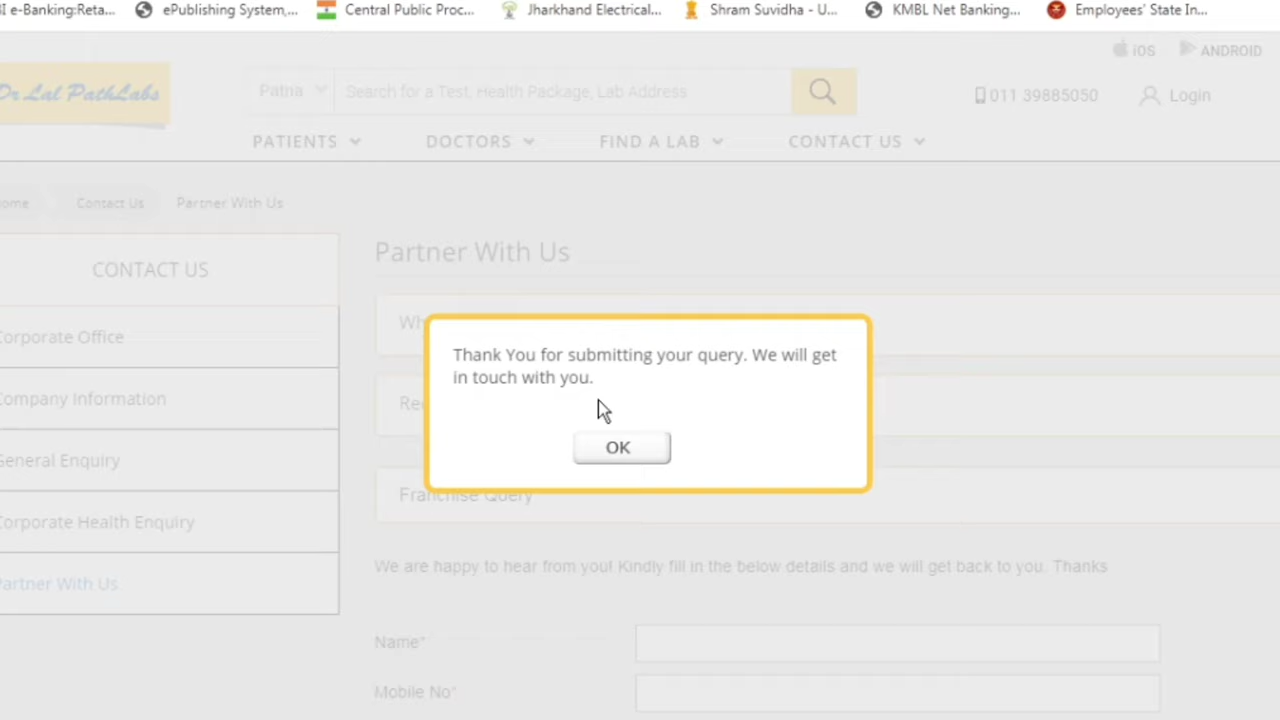 BI e-Banking:Reta... ePublishing System,... Central Public Proc... Jharkhand Electrical... Shram Suvidha - U... KMBL Net Banking... Employees' State In...
iOS ANDROID
Dr Lal PathLabs
Patna Search for a Test, Health Package, Lab Address 011 39885050 Login
PATIENTS DOCTORS FIND A LAB CONTACT US
ome Contact Us Partner With Us
CONTACT US
Corporate Office
Company Information
General Enquiry
Corporate Health Enquiry
Partner With Us
Partner With Us
Thank You for submitting your query. We will get
in touch with you.
OK
Franchise Query
We are happy to hear from you! Kindly fill in the below details and we will get back to you. Thanks
Name*
Mobile No*